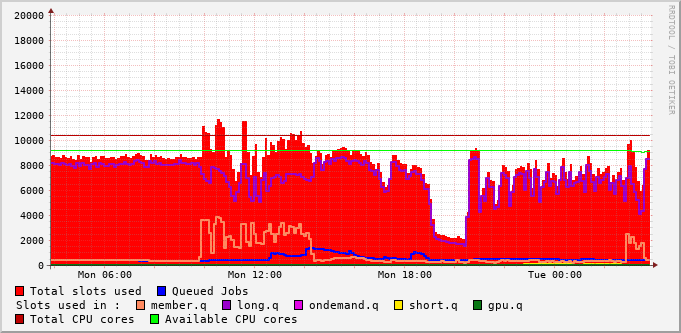 RRDTOOL / TOBI OETIKER
20000
18000
16000
14000
12000
10000
8000
6000
4000
2000
0
Mon 06:00 Mon 12:00 Mon 18:00 Tue 00:00
Total slots used Queued Jobs
Slots used in : member.q long.q ondemand.q short.q gpu.q
Total CPU cores Available CPU cores